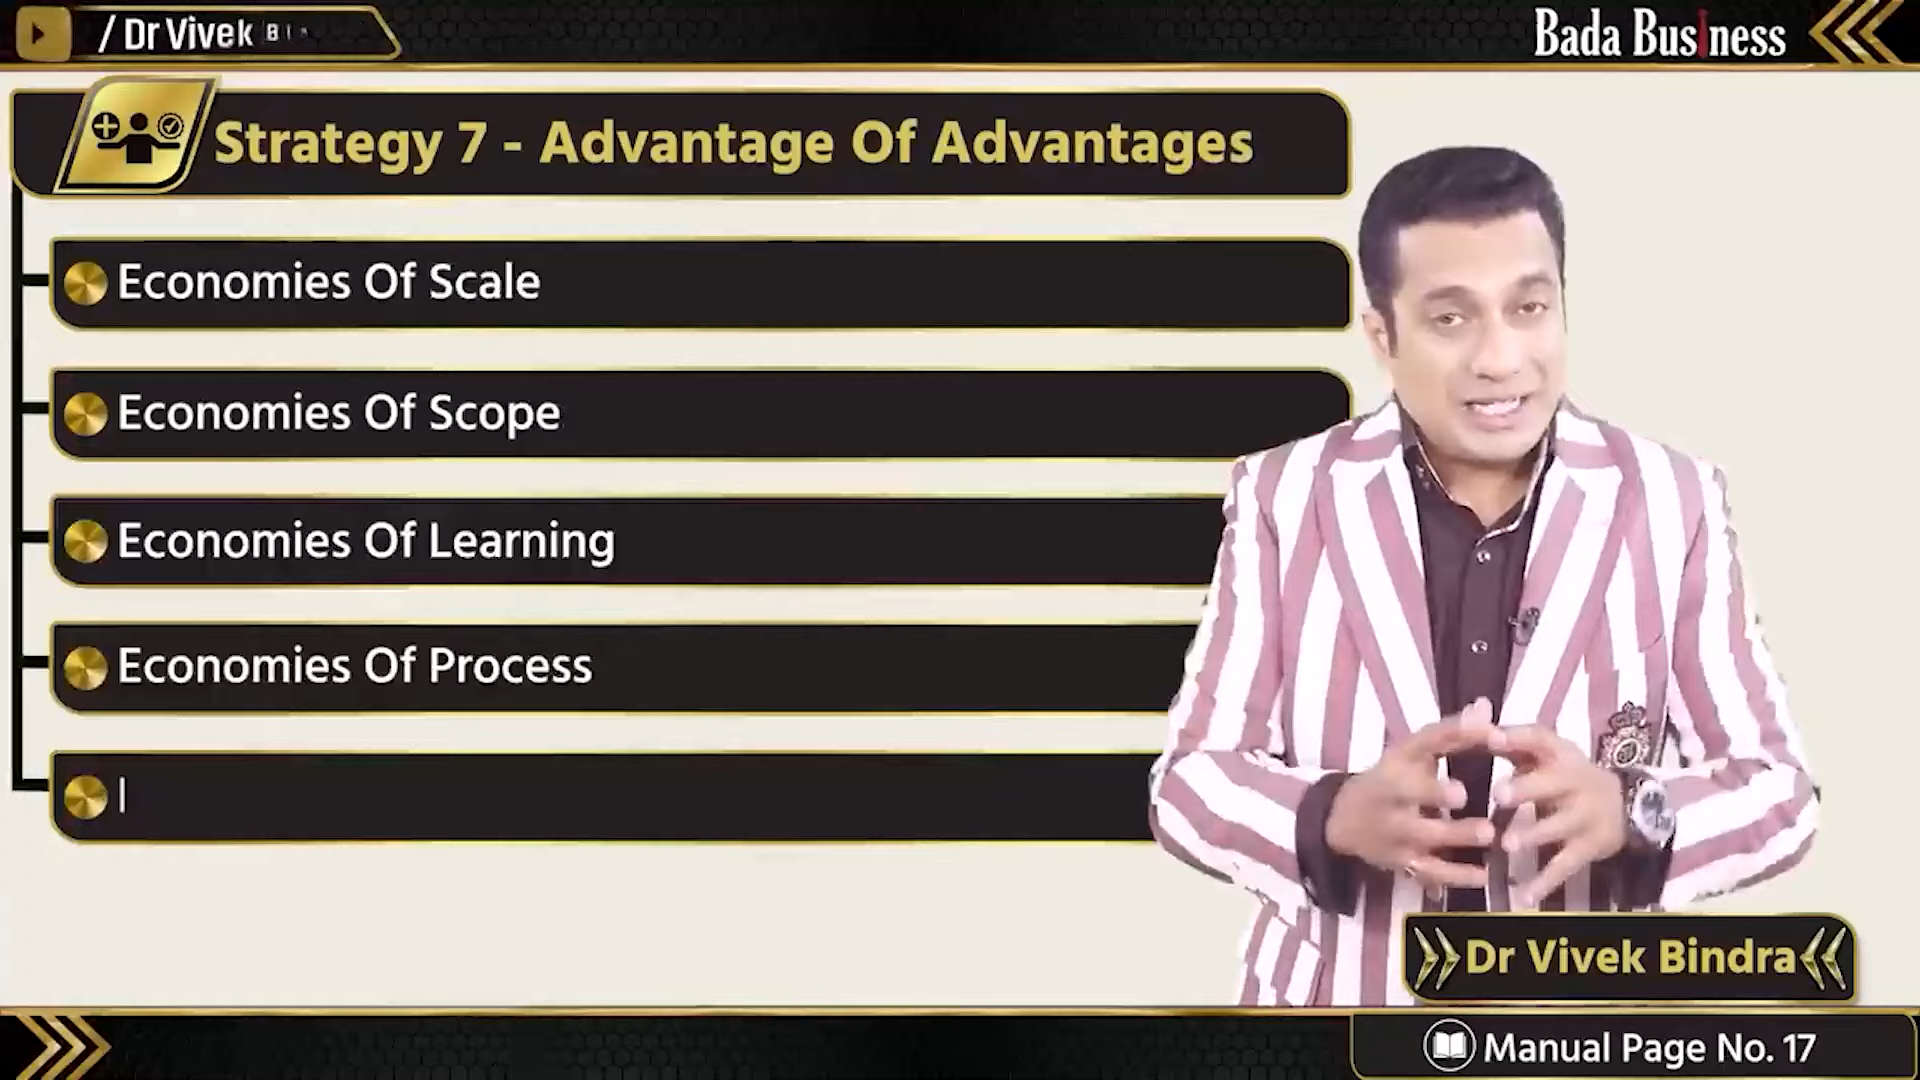 / Dr Vivek
Bada Business
Strategy 7 - Advantage Of Advantages
Economies Of Scale
Economies Of Scope
Economies Of Learning
Economies Of Process
Dr Vivek Bindra
Manual Page No. 17